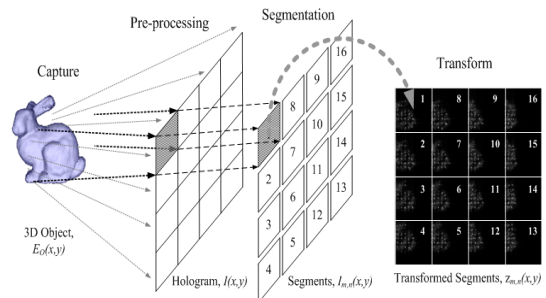 Pre-processing
Segmentation
Capture
Transform
16
9
8
15
10
7
14
2
11
6
13
3
12
5
4
1 8 9 16
2 7 10 15
3 6 11 14
4 5 12 13
3D Object,
E_O(x,y)
Hologram, I(x,y)
Segments, I_{m,n}(x,y)
Transformed Segments, z_{m,n}(x,y)